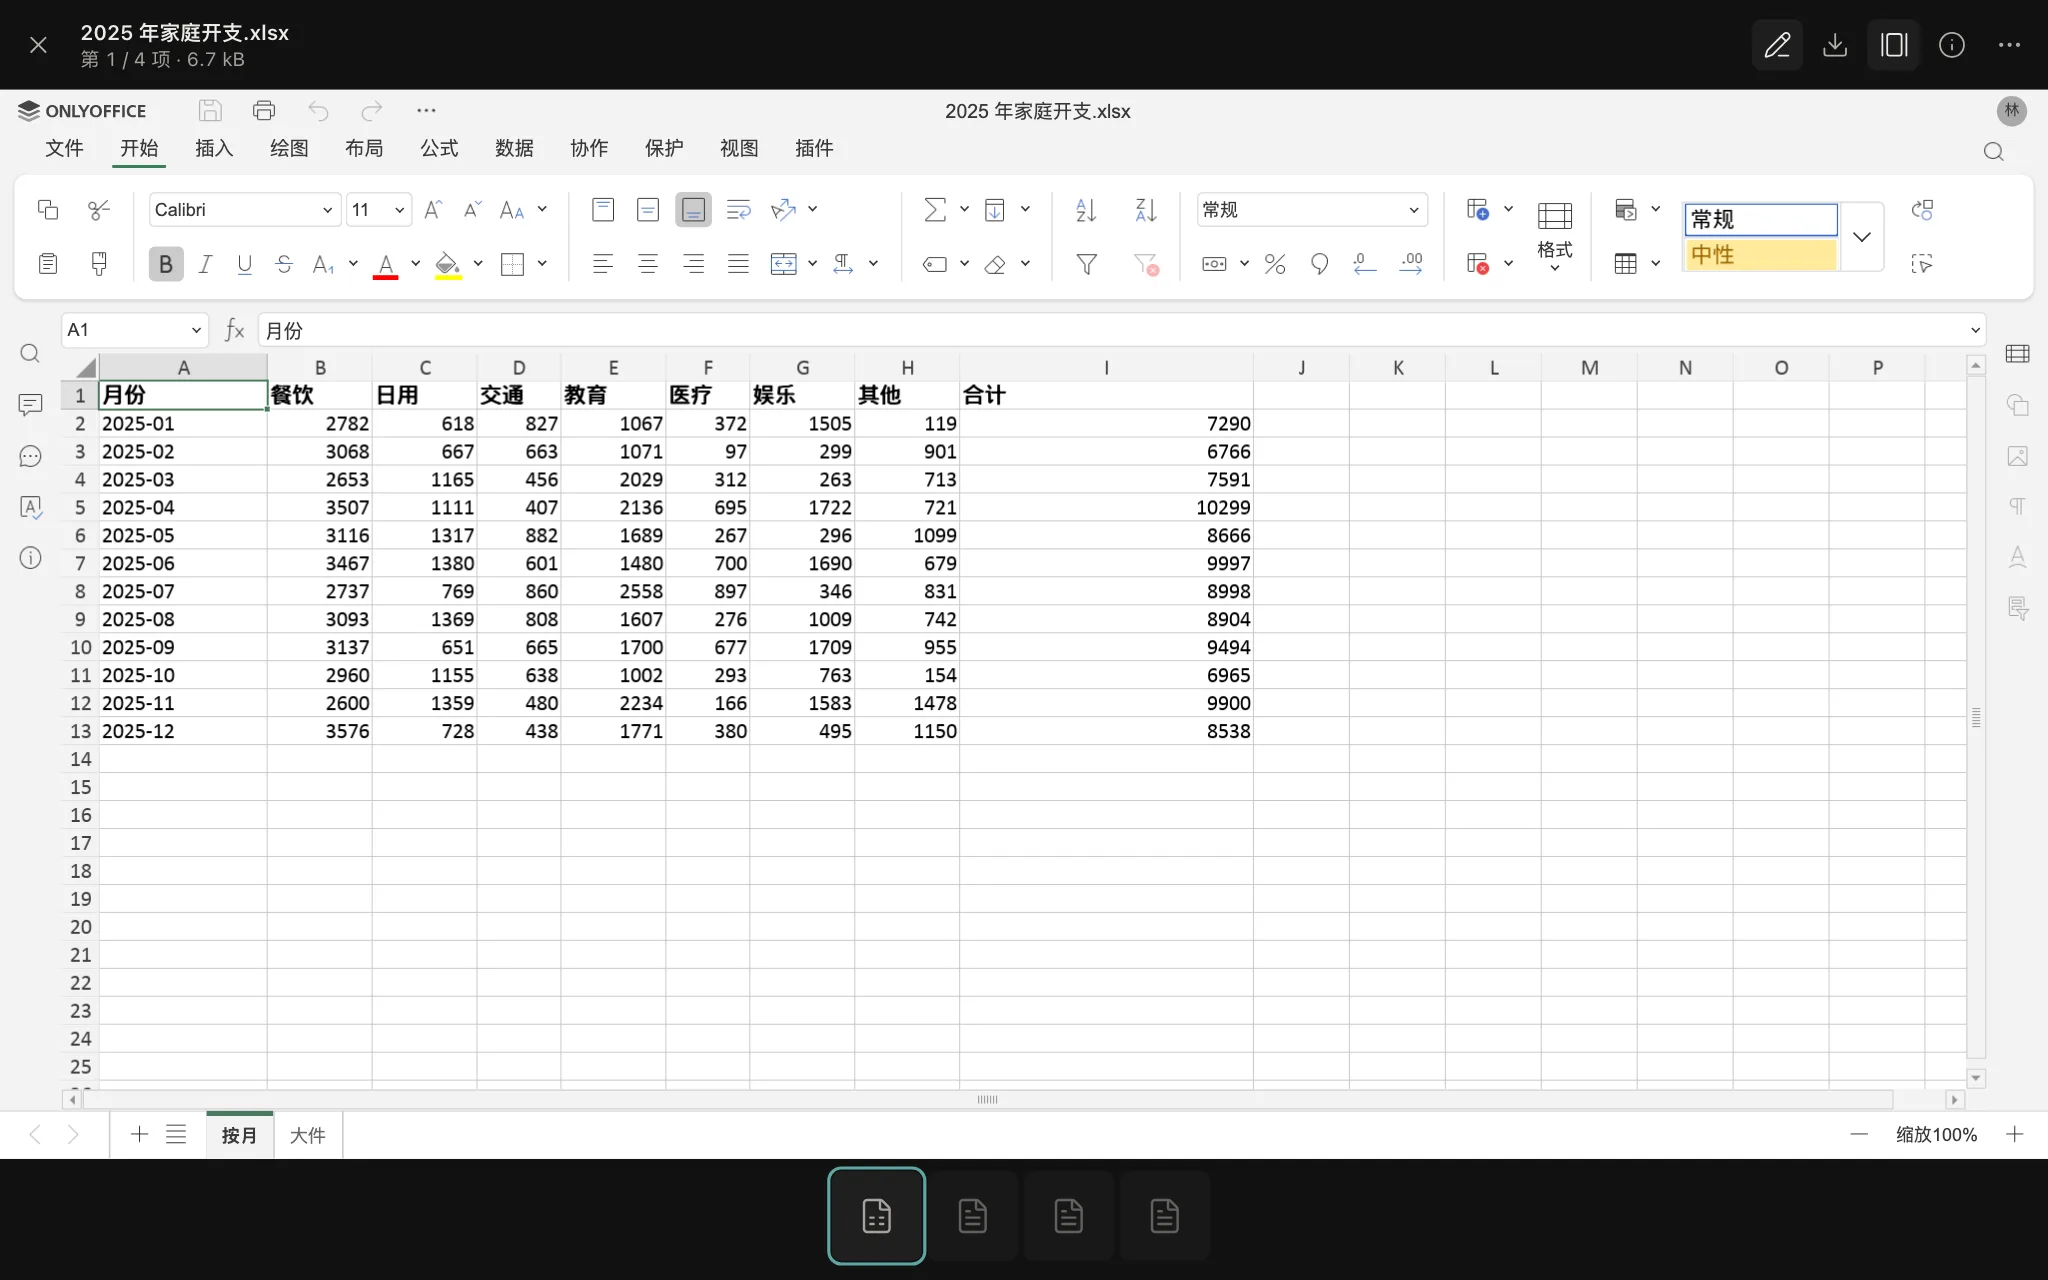 2025 年家庭开支.xlsx
第 1 / 4 项 · 6.7 kB
ONLYOFFICE
2025 年家庭开支.xlsx
林
文件 开始 插入 绘图 布局 公式 数据 协作 保护 视图 插件
Calibri 11 常规 常规
格式 中性
A1 fx 月份
A B C D E F G H I J K L M N O P
1 月份 餐饮 日用 交通 教育 医疗 娱乐 其他 合计
2 2025-01 2782 618 827 1067 372 1505 119 7290
3 2025-02 3068 667 663 1071 97 299 901 6766
4 2025-03 2653 1165 456 2029 312 263 713 7591
5 2025-04 3507 1111 407 2136 695 1722 721 10299
6 2025-05 3116 1317 882 1689 267 296 1099 8666
7 2025-06 3467 1380 601 1480 700 1690 679 9997
8 2025-07 2737 769 860 2558 897 346 831 8998
9 2025-08 3093 1369 808 1607 276 1009 742 8904
10 2025-09 3137 651 665 1700 677 1709 955 9494
11 2025-10 2960 1155 638 1002 293 763 154 6965
12 2025-11 2600 1359 480 2234 166 1583 1478 9900
13 2025-12 3576 728 438 1771 380 495 1150 8538
14
15
16
17
18
19
20
21
22
23
24
25
按月 大件 缩放100%